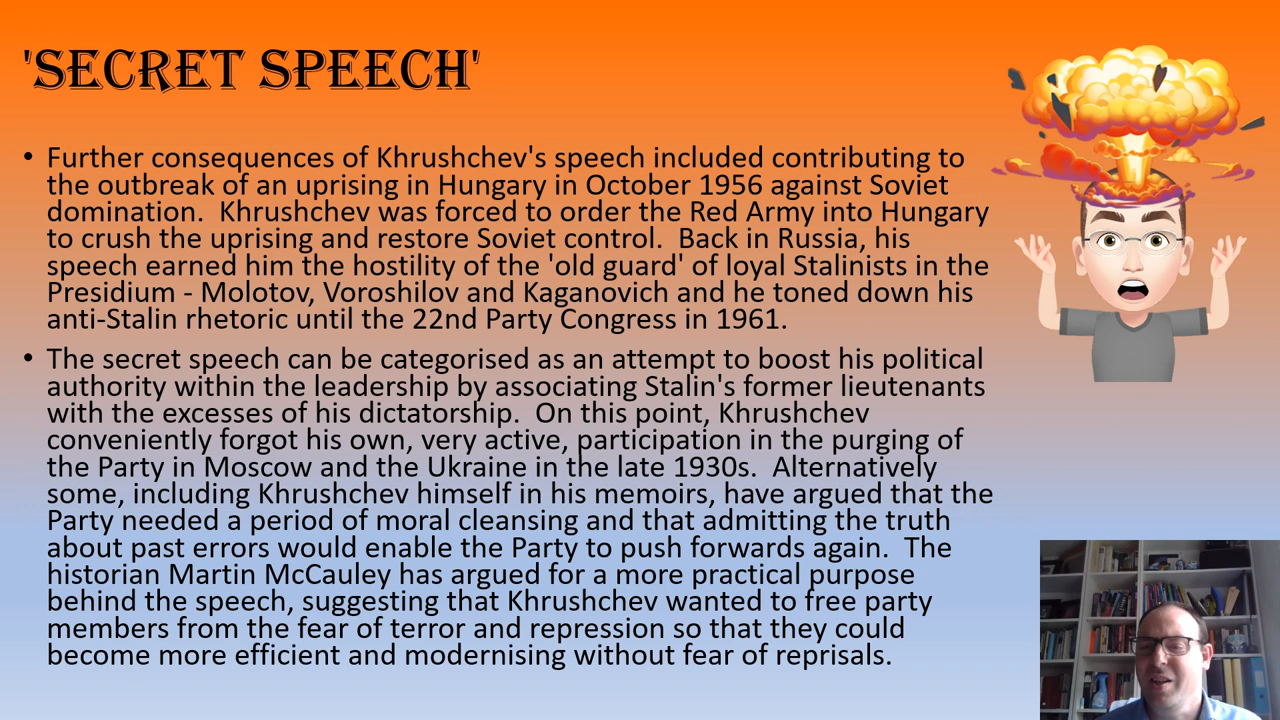 'SECRET SPEECH'
• Further consequences of Khrushchev's speech included contributing to
the outbreak of an uprising in Hungary in October 1956 against Soviet
domination.  Khrushchev was forced to order the Red Army into Hungary
to crush the uprising and restore Soviet control.  Back in Russia, his
speech earned him the hostility of the 'old guard' of loyal Stalinists in the
Presidium - Molotov, Voroshilov and Kaganovich and he toned down his
anti-Stalin rhetoric until the 22nd Party Congress in 1961.
• The secret speech can be categorised as an attempt to boost his political
authority within the leadership by associating Stalin's former lieutenants
with the excesses of his dictatorship.  On this point, Khrushchev
conveniently forgot his own, very active, participation in the purging of
the Party in Moscow and the Ukraine in the late 1930s.  Alternatively
some, including Khrushchev himself in his memoirs, have argued that the
Party needed a period of moral cleansing and that admitting the truth
about past errors would enable the Party to push forwards again.  The
historian Martin McCauley has argued for a more practical purpose
behind the speech, suggesting that Khrushchev wanted to free party
members from the fear of terror and repression so that they could
become more efficient and modernising without fear of reprisals.